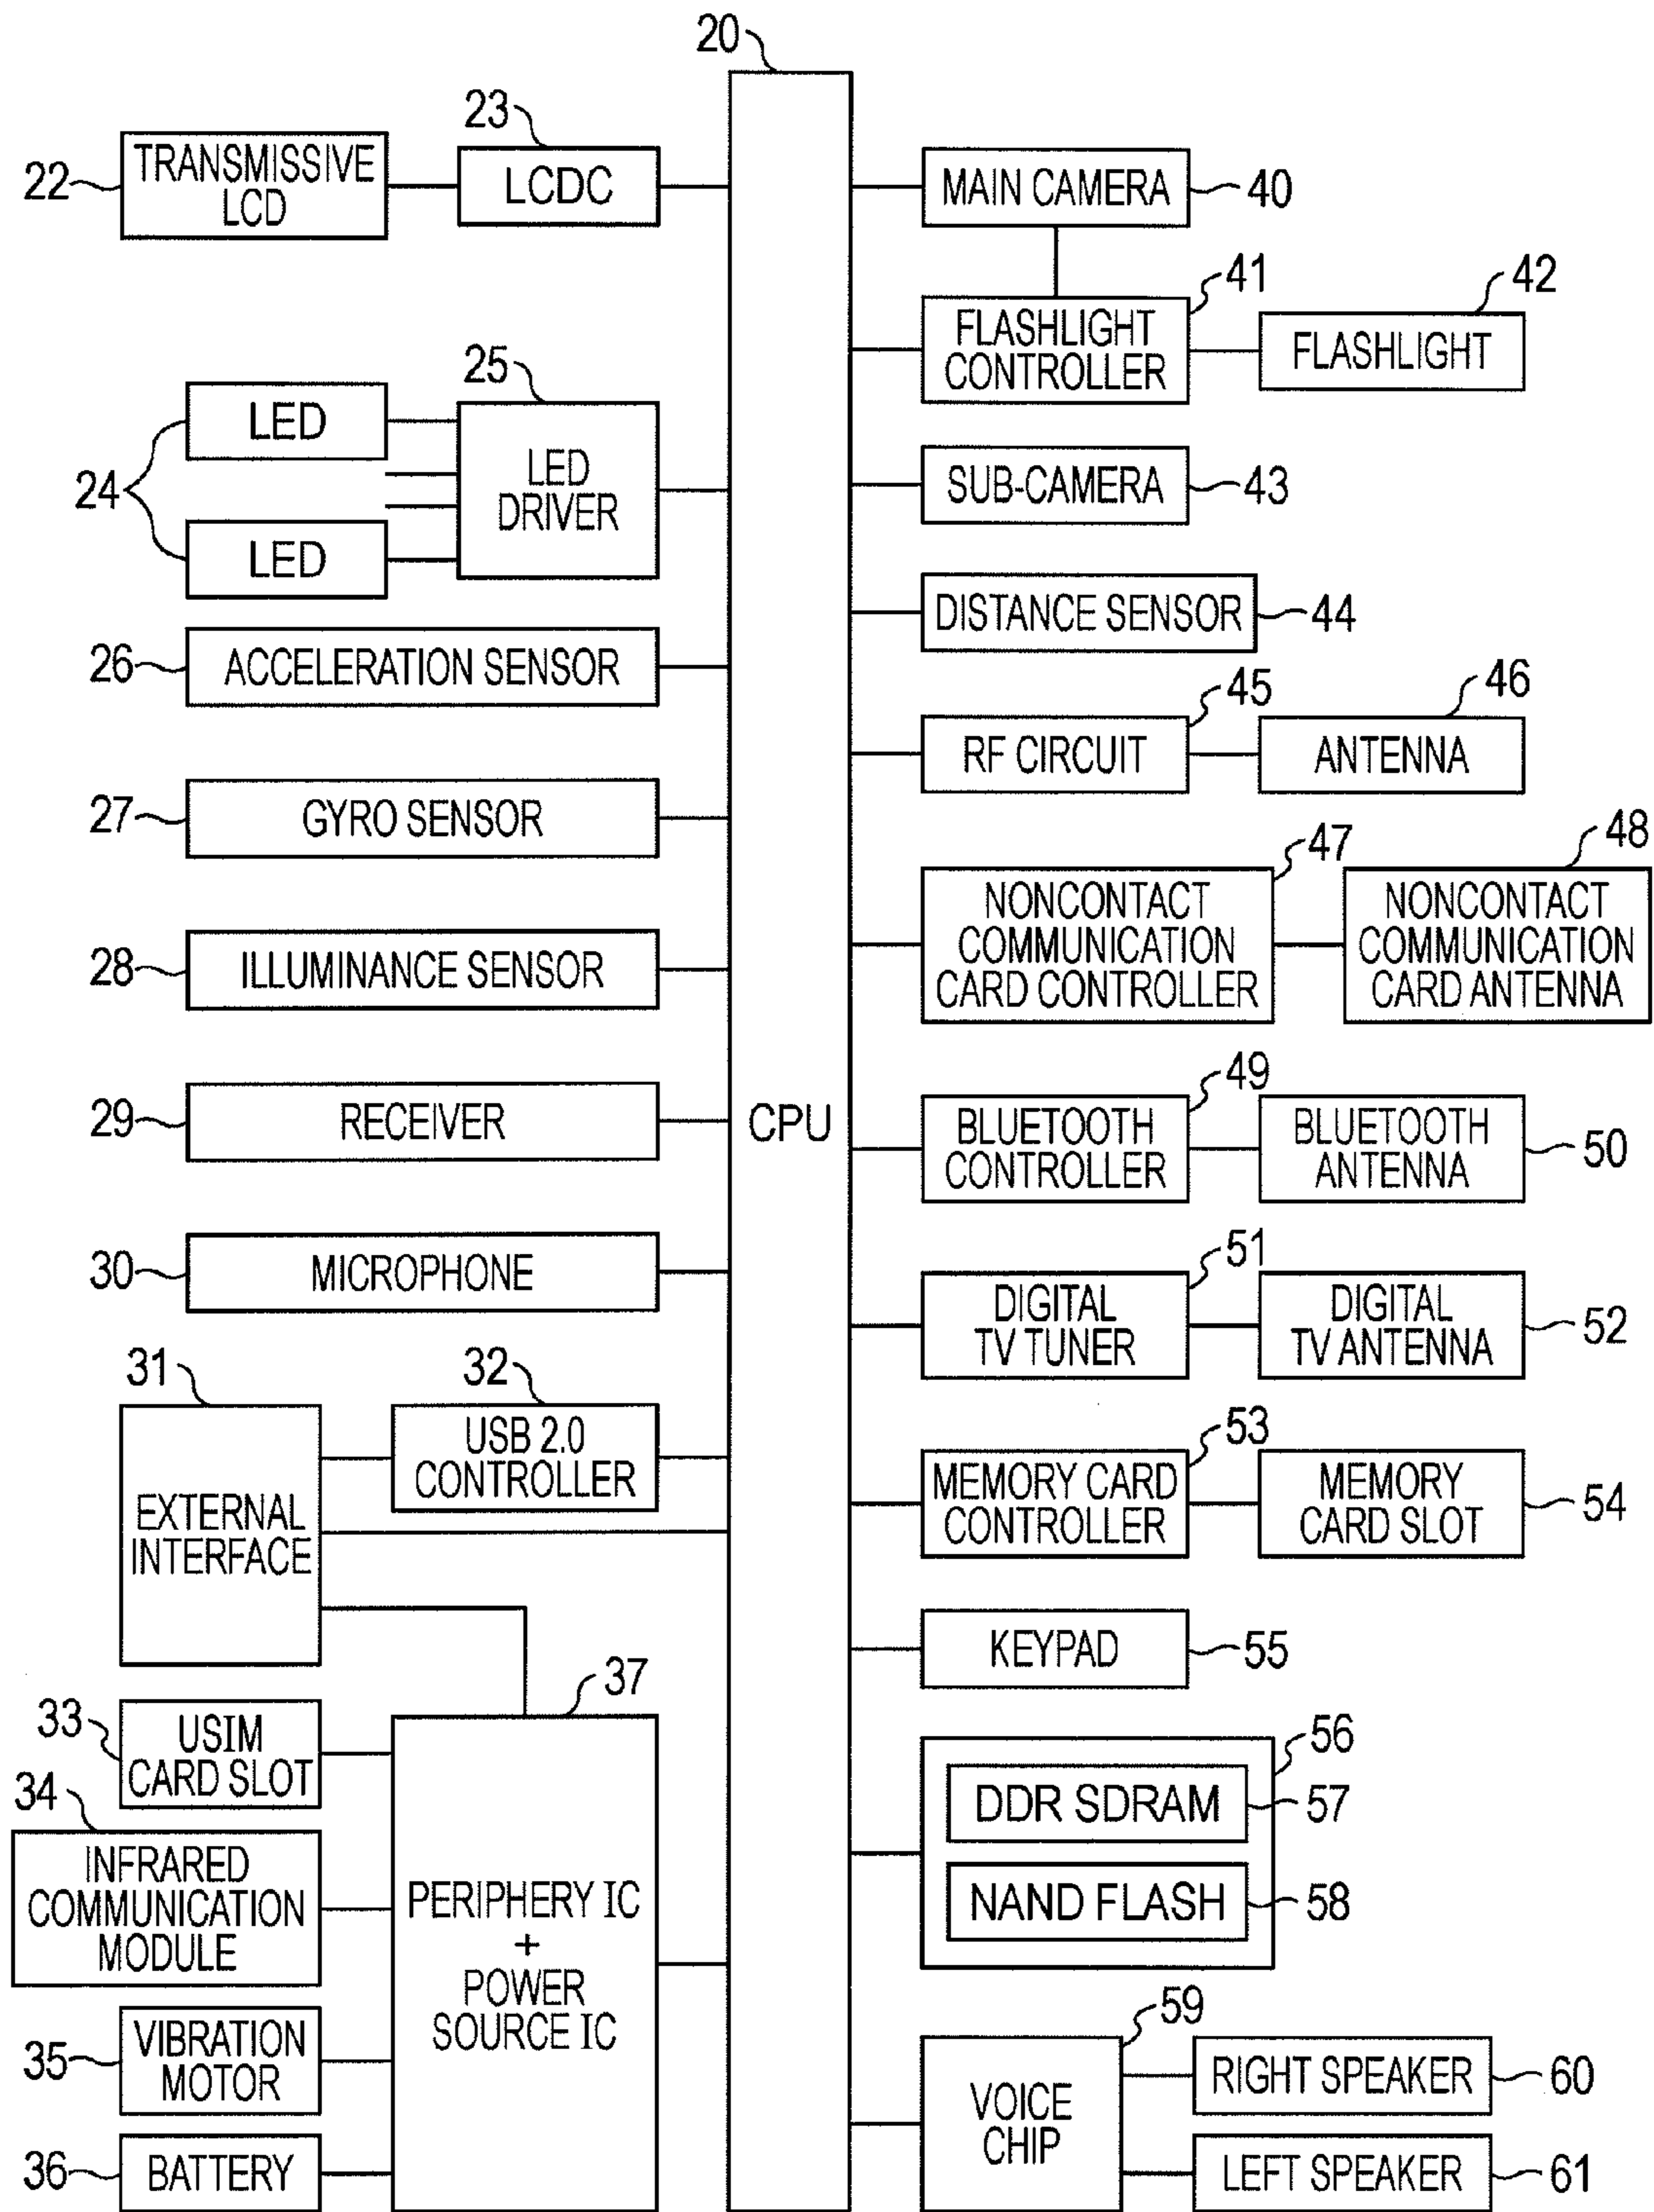 20
22
TRANSMISSIVE
LCD
23
LCDC
24
LED
LED
25
LED
DRIVER
26
ACCELERATION SENSOR
27
GYRO SENSOR
28
ILLUMINANCE SENSOR
29
RECEIVER
30
MICROPHONE
31
EXTERNAL
INTERFACE
32
USB 2.0
CONTROLLER
33
USIM
CARD SLOT
34
INFRARED
COMMUNICATION
MODULE
35
VIBRATION
MOTOR
36
BATTERY
37
PERIPHERY IC
+
POWER
SOURCE IC
CPU
MAIN CAMERA
40
41
FLASHLIGHT
CONTROLLER
42
FLASHLIGHT
SUB-CAMERA
43
DISTANCE SENSOR
44
45
RF CIRCUIT
46
ANTENNA
47
NONCONTACT
COMMUNICATION
CARD CONTROLLER
48
NONCONTACT
COMMUNICATION
CARD ANTENNA
49
BLUETOOTH
CONTROLLER
BLUETOOTH
ANTENNA
50
51
DIGITAL
TV TUNER
DIGITAL
TV ANTENNA
52
53
MEMORY CARD
CONTROLLER
MEMORY
CARD SLOT
54
KEYPAD
55
56
DDR SDRAM
57
NAND FLASH
58
59
VOICE
CHIP
RIGHT SPEAKER
60
LEFT SPEAKER
61